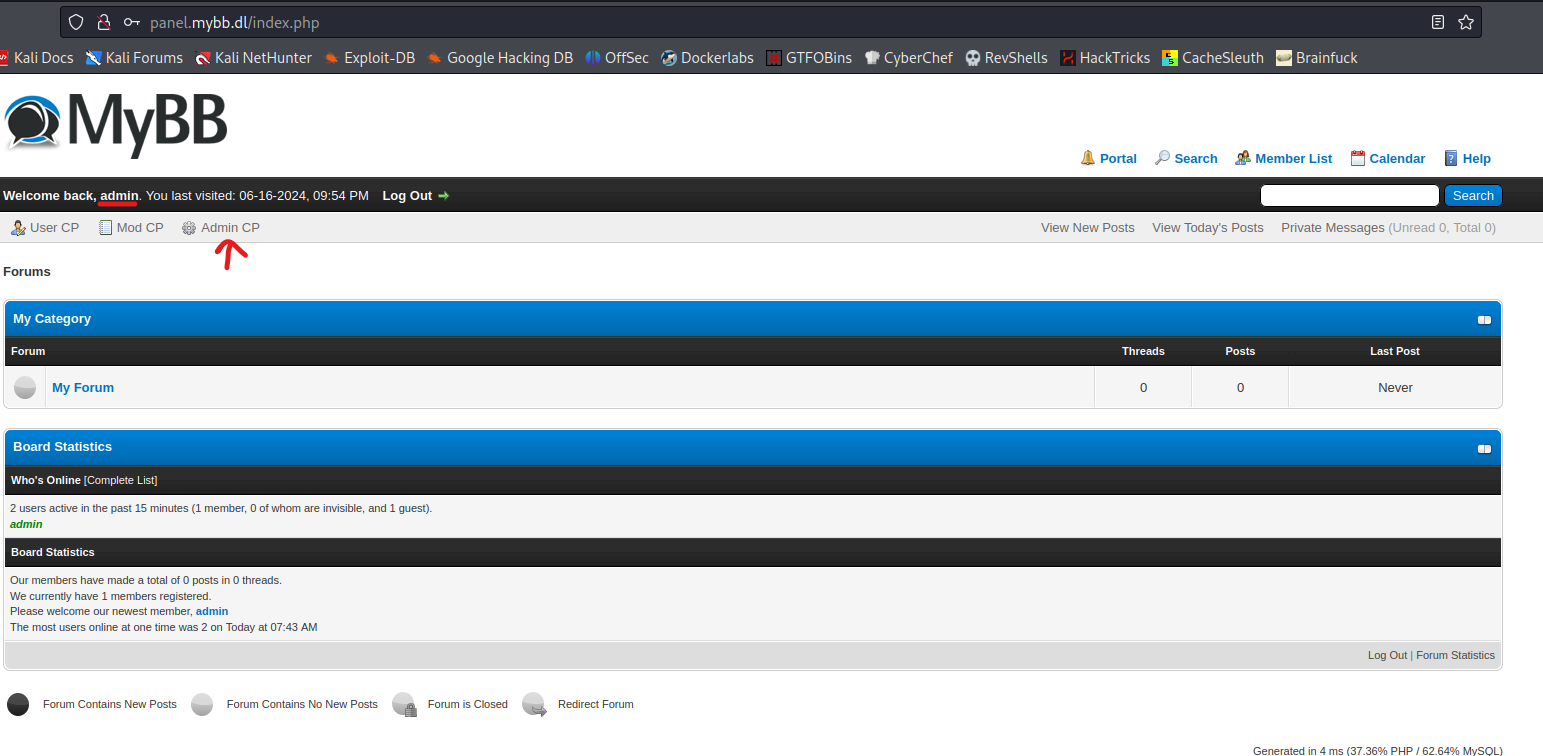 panel.mybb.dl/index.php
Kali Docs Kali Forums Kali NetHunter Exploit-DB Google Hacking DB OffSec Dockerlabs GTFOBins CyberChef RevShells HackTricks CacheSleuth Brainfuck
MyBB
Portal Search Member List Calendar Help
Welcome back, admin. You last visited: 06-16-2024, 09:54 PM Log Out Search
User CP Mod CP Admin CP View New Posts View Today's Posts Private Messages (Unread 0, Total 0)
Forums
My Category
Forum Threads Posts Last Post
My Forum 0 0 Never
Board Statistics
Who's Online [Complete List]
2 users active in the past 15 minutes (1 member, 0 of whom are invisible, and 1 guest).
admin
Board Statistics
Our members have made a total of 0 posts in 0 threads.
We currently have 1 members registered.
Please welcome our newest member, admin
The most users online at one time was 2 on Today at 07:43 AM
Log Out | Forum Statistics
Forum Contains New Posts Forum Contains No New Posts Forum is Closed Redirect Forum
Generated in 4 ms (37.36% PHP / 62.64% MySQL)